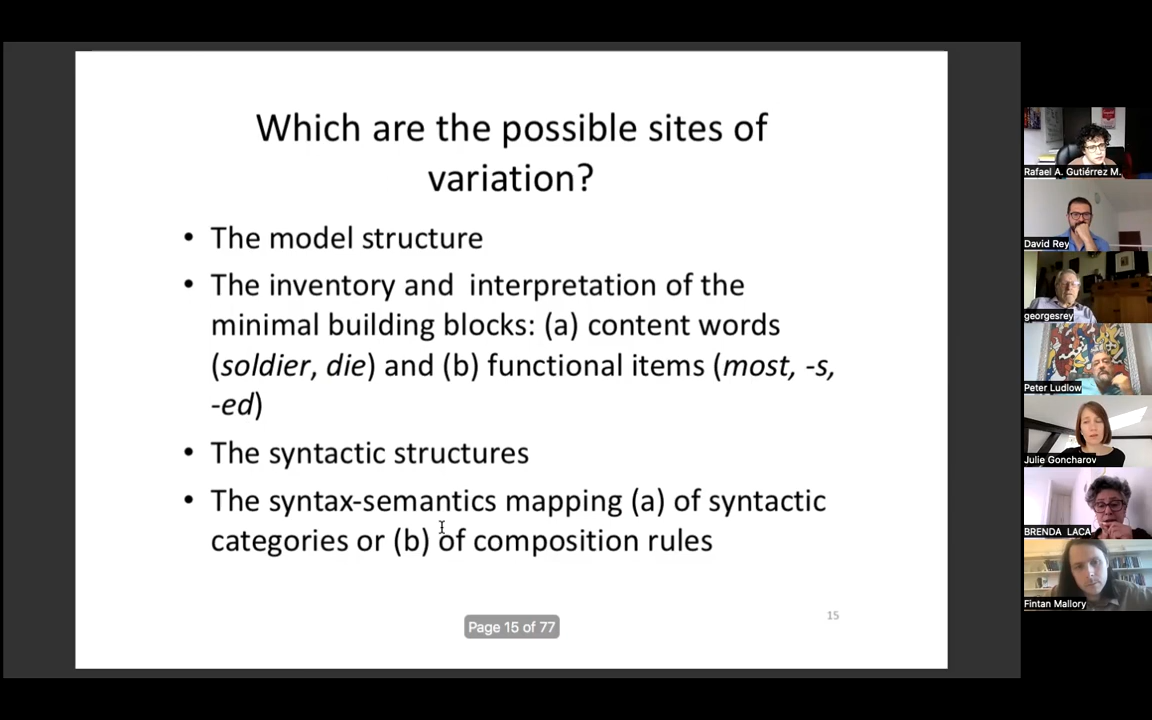 Which are the possible sites of
variation?
• The model structure
• The inventory and interpretation of the
minimal building blocks: (a) content words
(soldier, die) and (b) functional items (most, -s,
-ed)
• The syntactic structures
• The syntax-semantics mapping (a) of syntactic
categories or (b) of composition rules
15
Page 15 of 77
Rafael A. Gutiérrez M.
David Rey
georgesrey
Peter Ludlow
Julie Goncharov
BRENDA LACA
Fintan Mallory